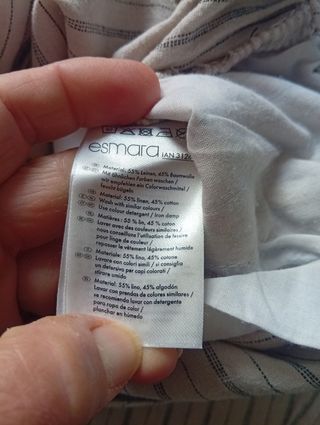 esmara IAN 312
Material: 55% Leinen, 45% Baumwolle
Mit ähnlichen Farben waschen /
wir empfehlen ein Colorwaschmittel /
feucht bügeln
Material: 55% linen, 45% cotton
Wash with similar colours /
Use colour detergent / Iron damp
Matières: 55 % lin, 45 % coton
Laver avec des couleurs similaires /
nous conseillons l'utilisation de lessive
pour linge de couleur /
repasser le vêtement légèrement humide
Materiale: 55% lino, 45% cotone
Lavare con colori simili / si consiglia
un detersivo per capi colorati /
stirare umido
Material: 55% lino, 45% algodón
Lavar con prendas de colores similares /
se recomienda lavar con detergente
para ropa de color /
planchar en húmedo